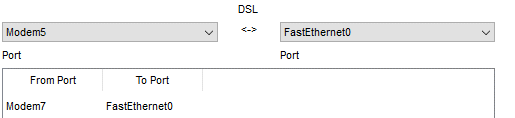 DSL
Modem5 <-> FastEthernet0
Port Port
From Port To Port
Modem7 FastEthernet0